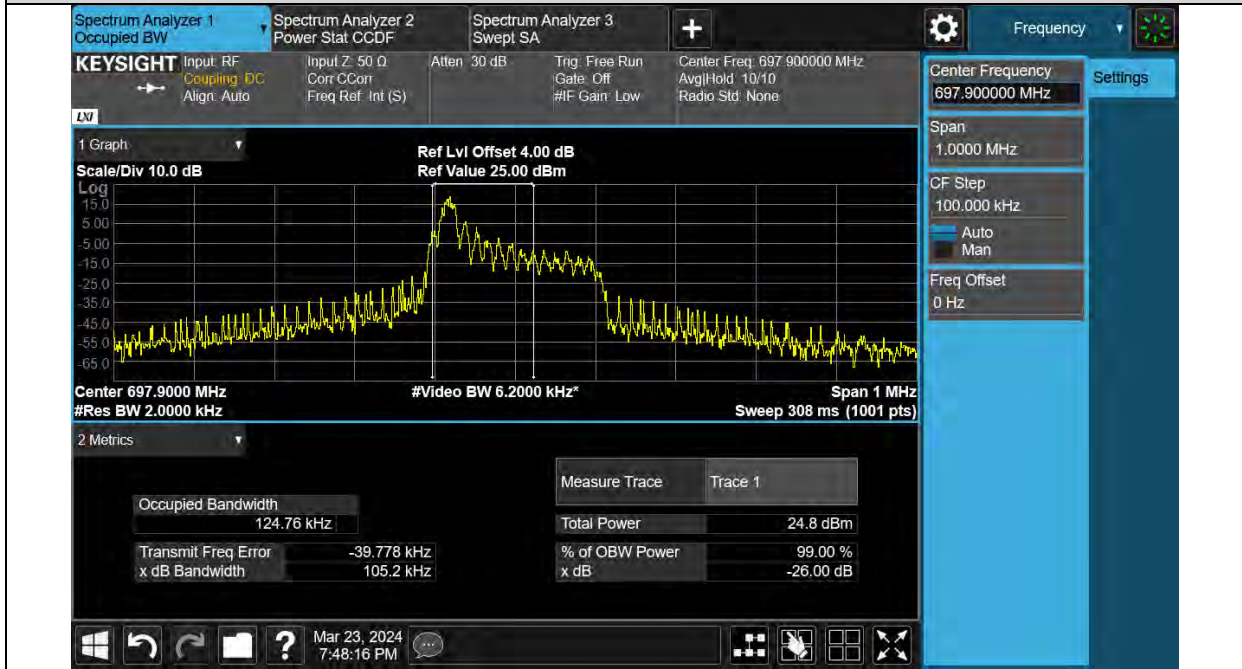 Spectrum Analyzer 1
Occupied BW
Spectrum Analyzer 2
Power Stat CCDF
Spectrum Analyzer 3
Swept SA
+
Frequency
KEYSIGHT
Input: RF
Coupling: DC
Align: Auto
Input Z: 50 Ω
Corr CCorr
Freq Ref: Int (S)
Atten: 30 dB
Trig: Free Run
Gate: Off
#IF Gain: Low
Center Freq: 697.900000 MHz
Avg|Hold: 10/10
Radio Std: None
LXI
Center Frequency
697.900000 MHz
Settings
Span
1.0000 MHz
CF Step
100.000 kHz
Auto
Man
Freq Offset
0 Hz
1 Graph
Scale/Div 10.0 dB
Ref Lvl Offset 4.00 dB
Ref Value 25.00 dBm
Log
15.0
5.00
-5.00
-15.0
-25.0
-35.0
-45.0
-55.0
-65.0
Center 697.9000 MHz
#Video BW 6.2000 kHz*
Span 1 MHz
#Res BW 2.0000 kHz
Sweep 308 ms (1001 pts)
2 Metrics
Measure Trace
Trace 1
Occupied Bandwidth
124.76 kHz
Total Power
24.8 dBm
Transmit Freq Error
-39.778 kHz
% of OBW Power
99.00 %
x dB Bandwidth
105.2 kHz
x dB
-26.00 dB
?
Mar 23, 2024
7:48:16 PM